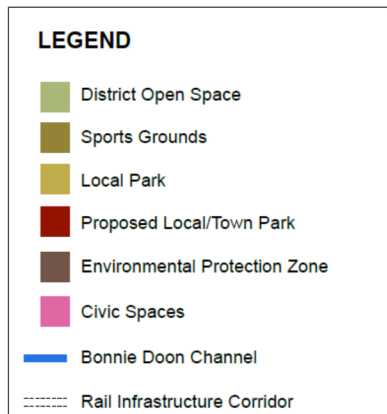 LEGEND
District Open Space
Sports Grounds
Local Park
Proposed Local/Town Park
Environmental Protection Zone
Civic Spaces
Bonnie Doon Channel
Rail Infrastructure Corridor